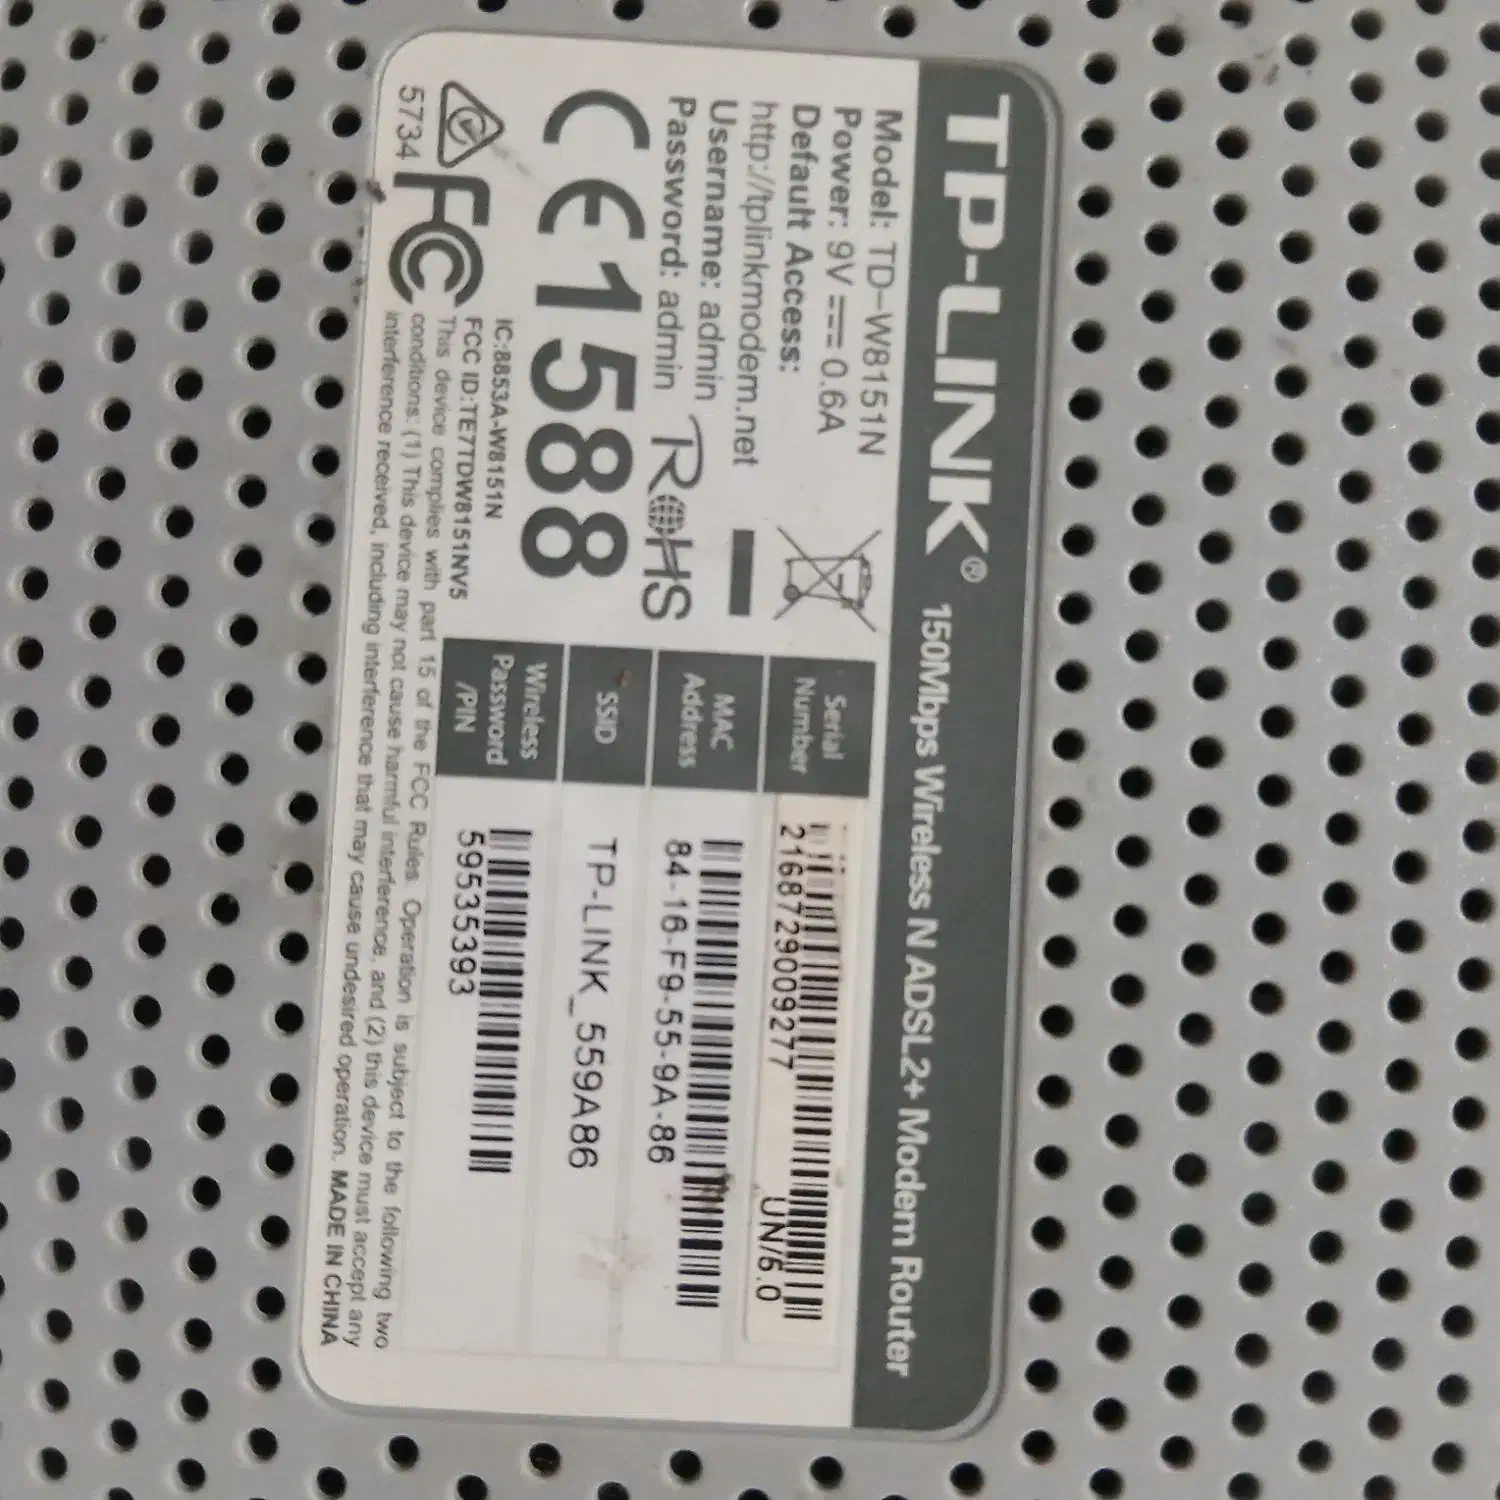 TP-LINK® 150Mbps Wireless N ADSL2+ Modem Router
Model: TD-W8151N
Power: 9V⎓0.6A
Default Access:
http://tplinkmodem.net
Username: admin
Password: admin
RoHS
CE1588
5734
FC
IC:8853A-W8151N
FCC ID:TE7TDW8151NV5
Serial
Number
2168729009277
UN/6.0
MAC
Address
84-16-F9-55-9A-86
SSID
TP-LINK_559A86
Wireless
Password
/PIN
59535393
This device complies with part 15 of the FCC Rules. Operation is subject to the following two
conditions: (1) This device may not cause harmful interference, and (2) this device must accept any
interference received, including interference that may cause undesired operation. MADE IN CHINA